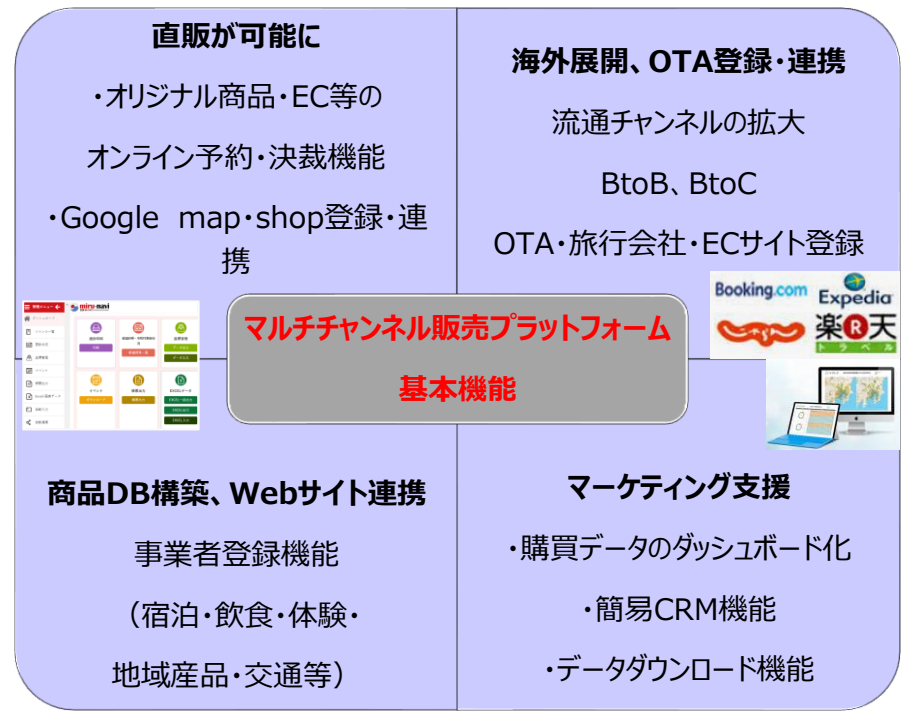 直販が可能に
・オリジナル商品・EC等の
オンライン予約・決裁機能
・Google map・shop登録・連
携
海外展開、OTA登録・連携
流通チャンネルの拡大
BtoB、BtoC
OTA・旅行会社・ECサイト登録
miru-navi
Booking.com
Expedia
楽R天
トラベル
マルチチャンネル販売プラットフォーム
基本機能
商品DB構築、Webサイト連携
事業者登録機能
（宿泊・飲食・体験・
地域産品・交通等）
マーケティング支援
・購買データのダッシュボード化
・簡易CRM機能
・データダウンロード機能